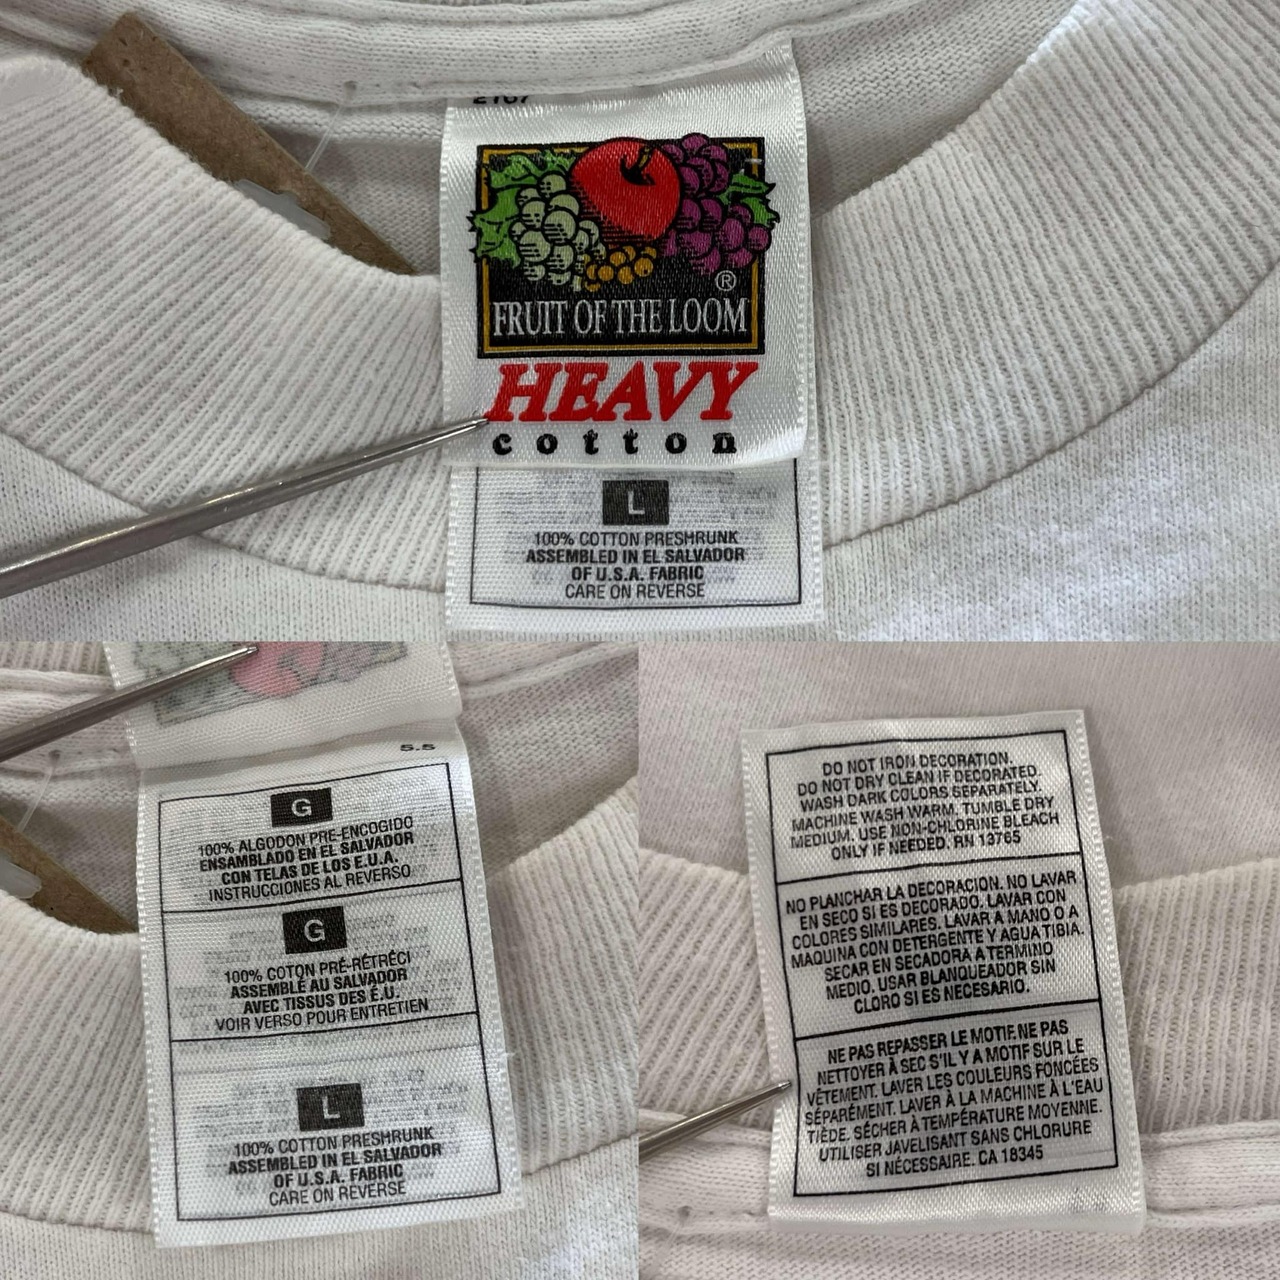 FRUIT OF THE LOOM
®
HEAVY
cotton
L
100% COTTON PRESHRUNK
ASSEMBLED IN EL SALVADOR
OF U.S.A. FABRIC
CARE ON REVERSE
5.5
G
100% ALGODON PRE-ENCOGIDO
ENSAMBLADO EN EL SALVADOR
CON TELAS DE LOS E.U.A.
INSTRUCCIONES AL REVERSO
G
100% COTON PRÉ-RÉTRÉCI
ASSEMBLÉ AU SALVADOR
AVEC TISSUS DES É.U.
VOIR VERSO POUR ENTRETIEN
L
100% COTTON PRESHRUNK
ASSEMBLED IN EL SALVADOR
OF U.S.A. FABRIC
CARE ON REVERSE
DO NOT IRON DECORATION.
DO NOT DRY CLEAN IF DECORATED.
WASH DARK COLORS SEPARATELY.
MACHINE WASH WARM. TUMBLE DRY
MEDIUM. USE NON-CHLORINE BLEACH
ONLY IF NEEDED. RN 13765
NO PLANCHAR LA DECORACION. NO LAVAR
EN SECO SI ES DECORADO. LAVAR CON
COLORES SIMILARES. LAVAR A MANO O A
MAQUINA CON DETERGENTE Y AGUA TIBIA.
SECAR EN SECADORA A TERMINO
MEDIO. USAR BLANQUEADOR SIN
CLORO SI ES NECESARIO.
NE PAS REPASSER LE MOTIF. NE PAS
NETTOYER À SEC S'IL Y A MOTIF SUR LE
VÊTEMENT. LAVER LES COULEURS FONCÉES
SÉPARÉMENT. LAVER À LA MACHINE À L'EAU
TIÈDE. SÉCHER À TEMPÉRATURE MOYENNE.
UTILISER JAVELISANT SANS CHLORURE
SI NÉCESSAIRE. CA 18345